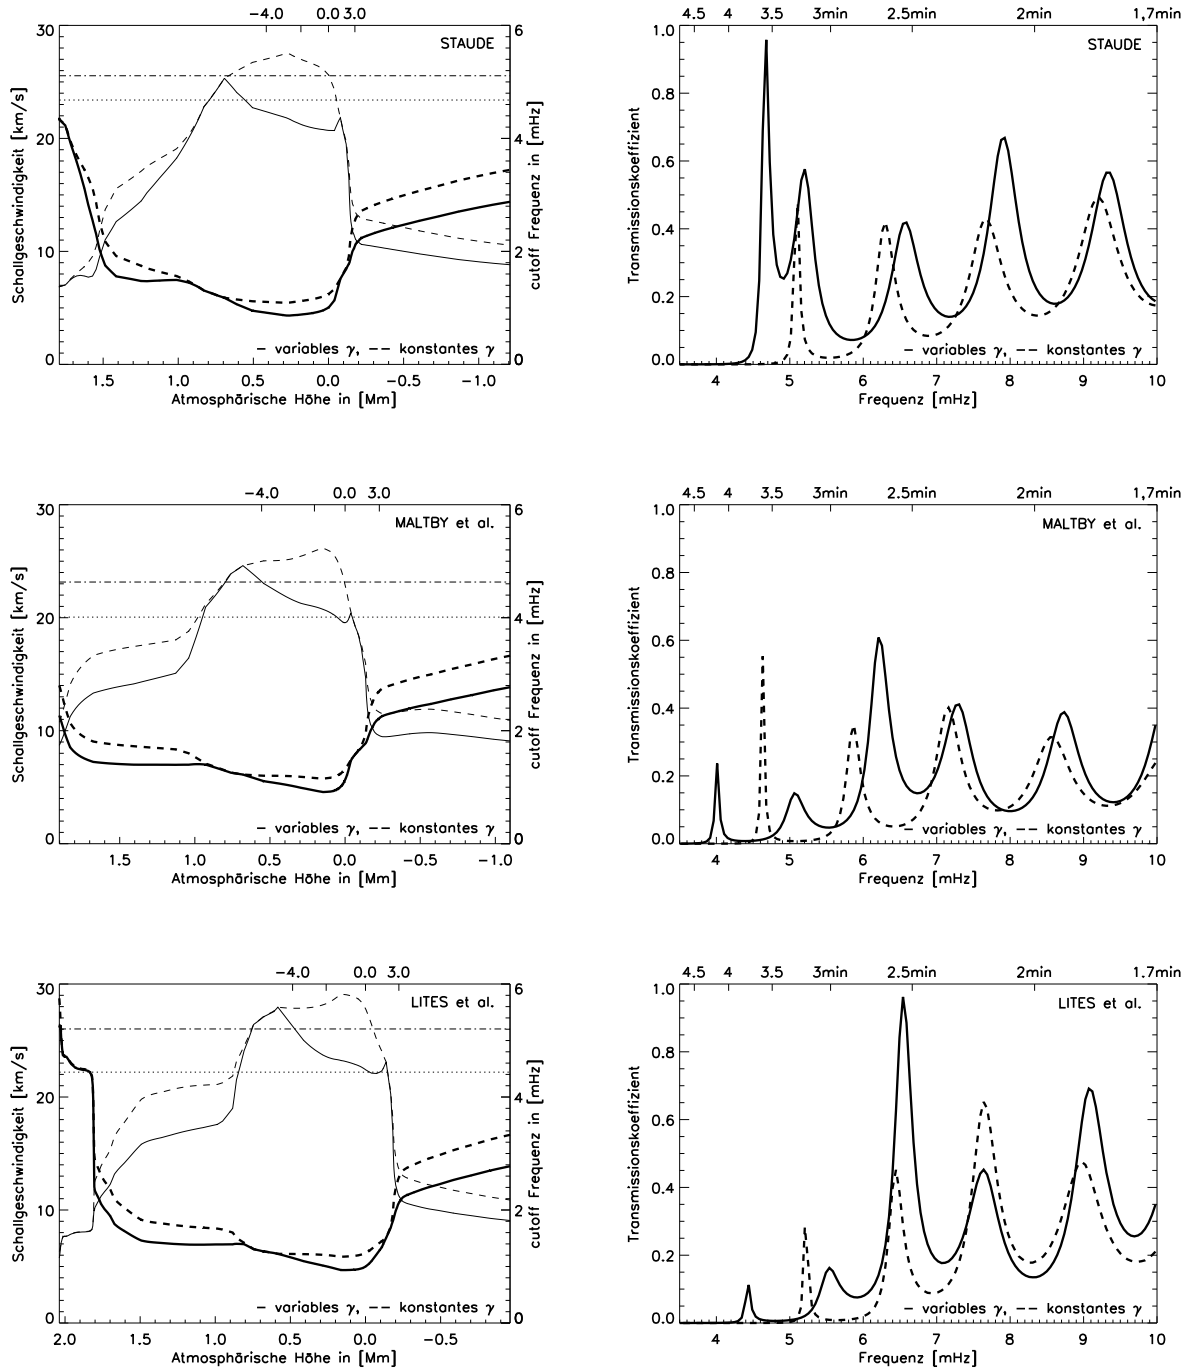 −4.0 0.0 3.0
30 6
STAUDE
20 4
10 2
0 0
Schallgeschwindigkeit [km/s]
cutoff Frequenz in [mHz]
− variables γ, −− konstantes γ
1.5 1.0 0.5 0.0 −0.5 −1.0
Atmosphärische Höhe in [Mm]
4.5 4 3.5 3min 2.5min 2min 1,7min
1.0
STAUDE
0.8
0.6
0.4
0.2
0.0
Transmissionskoeffizient
− variables γ, −− konstantes γ
4 5 6 7 8 9 10
Frequenz [mHz]
−4.0 0.0 3.0
30 6
MALTBY et al.
20 4
10 2
0 0
Schallgeschwindigkeit [km/s]
cutoff Frequenz in [mHz]
− variables γ, −− konstantes γ
1.5 1.0 0.5 0.0 −0.5 −1.0
Atmosphärische Höhe in [Mm]
4.5 4 3.5 3min 2.5min 2min 1,7min
1.0
MALTBY et al.
0.8
0.6
0.4
0.2
0.0
Transmissionskoeffizient
− variables γ, −− konstantes γ
4 5 6 7 8 9 10
Frequenz [mHz]
−4.0 0.0 3.0
30 6
LITES et al.
20 4
10 2
0 0
Schallgeschwindigkeit [km/s]
cutoff Frequenz in [mHz]
− variables γ, −− konstantes γ
2.0 1.5 1.0 0.5 0.0 −0.5
Atmosphärische Höhe in [Mm]
4.5 4 3.5 3min 2.5min 2min 1.7min
1.0
LITES et al.
0.8
0.6
0.4
0.2
0.0
Transmissionskoeffizient
− variables γ, −− konstantes γ
4 5 6 7 8 9 10
Frequenz [mHz]